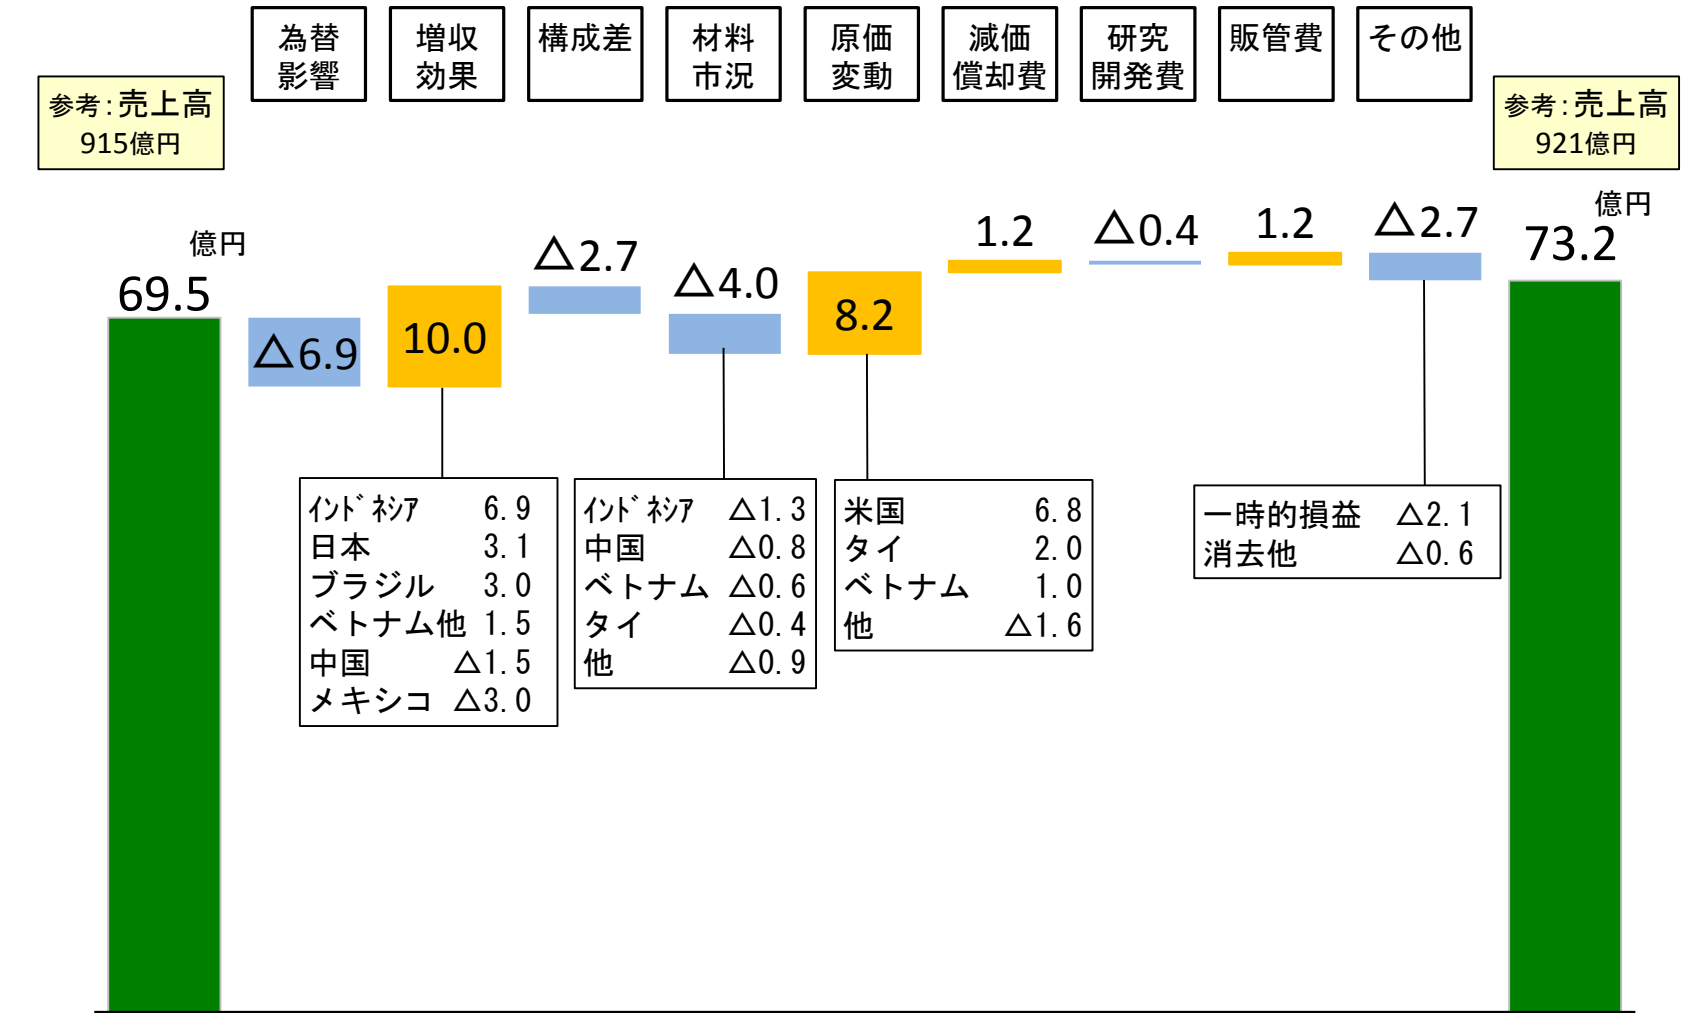 為替
影響
増収
効果
構成差
材料
市況
原価
変動
減価
償却費
研究
開発費
販管費
その他
参考:売上高
915億円
参考:売上高
921億円
億円
69.5
△6.9
10.0
△2.7
△4.0
8.2
1.2
△0.4
1.2
△2.7
億円
73.2
ｲﾝﾄﾞﾈｼｱ 6.9
日本 3.1
ブラジル 3.0
ベトナム他 1.5
中国 △1.5
メキシコ △3.0
ｲﾝﾄﾞﾈｼｱ △1.3
中国 △0.8
ベトナム △0.6
タイ △0.4
他 △0.9
米国 6.8
タイ 2.0
ベトナム 1.0
他 △1.6
一時的損益 △2.1
消去他 △0.6